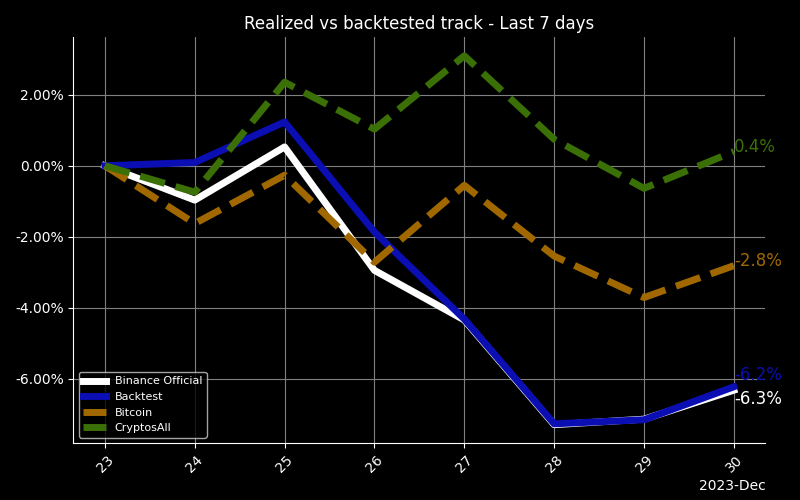 Realized vs backtested track - Last 7 days
2.00%
0.00%
-2.00%
-4.00%
-6.00%
0.4%
-2.8%
-6.2%
-6.3%
Binance Official
Backtest
Bitcoin
CryptosAll
23
24
25
26
27
28
29
30
2023-Dec